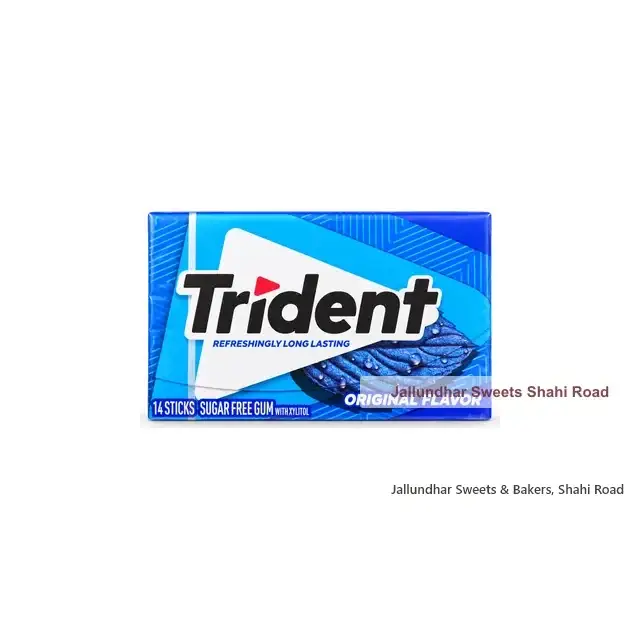 Trident
REFRESHINGLY LONG LASTING
Jallundhar Sweets Shahi Road
ORIGINAL FLAVOR
14 STICKS SUGAR FREE GUM WITH XYLITOL
Jallundhar Sweets & Bakers, Shahi Road